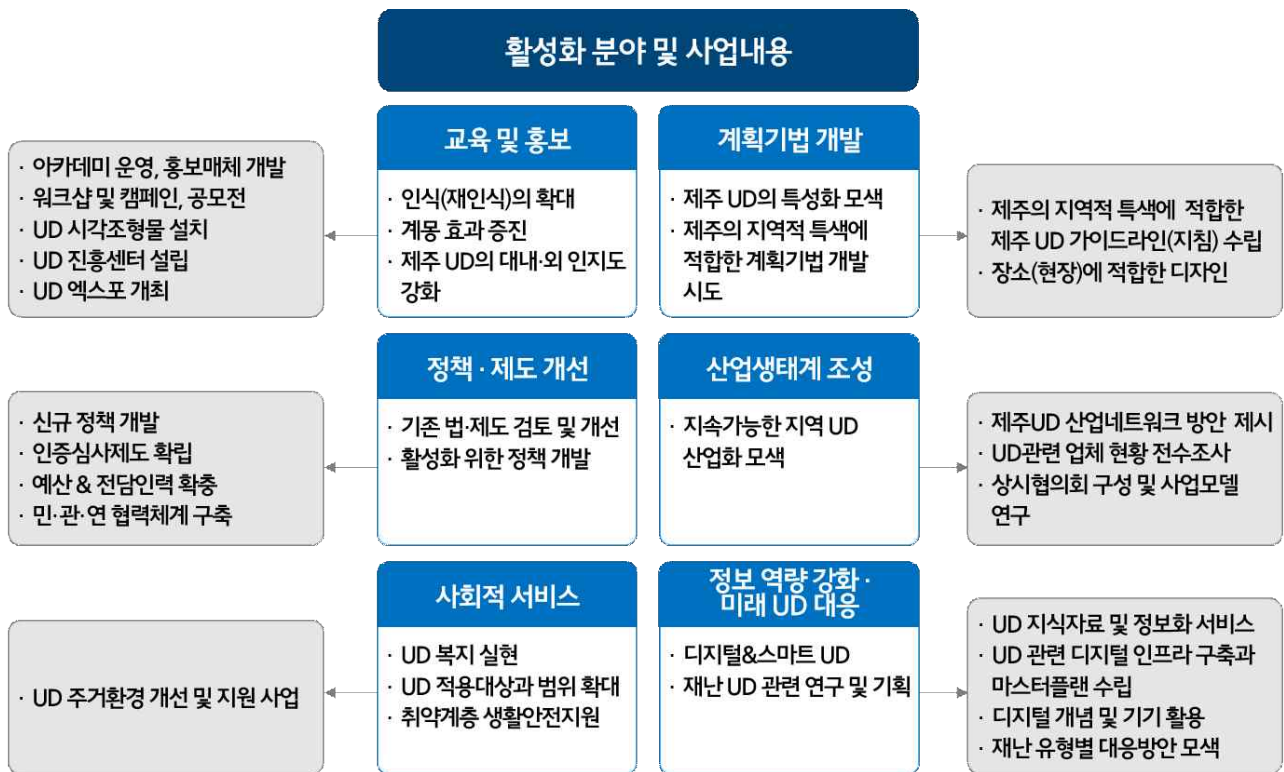 활성화 분야 및 사업내용
교육 및 홍보
· 인식(재인식)의 확대
· 계몽 효과 증진
· 제주 UD의 대내·외 인지도
강화
· 아카데미 운영, 홍보매체 개발
· 워크샵 및 캠페인, 공모전
· UD 시각조형물 설치
· UD 진흥센터 설립
· UD 엑스포 개최
계획기법 개발
· 제주 UD의 특성화 모색
· 제주의 지역적 특색에
적합한 계획기법 개발
시도
· 제주의 지역적 특색에 적합한
제주 UD 가이드라인(지침) 수립
· 장소(현장)에 적합한 디자인
정책 · 제도 개선
· 기존 법·제도 검토 및 개선
· 활성화 위한 정책 개발
· 신규 정책 개발
· 인증심사제도 확립
· 예산 & 전담인력 확충
· 민·관·연 협력체계 구축
산업생태계 조성
· 지속가능한 지역 UD
산업화 모색
· 제주UD 산업네트워크 방안 제시
· UD관련 업체 현황 전수조사
· 상시협의회 구성 및 사업모델
연구
사회적 서비스
· UD 복지 실현
· UD 적용대상과 범위 확대
· 취약계층 생활안전지원
· UD 주거환경 개선 및 지원 사업
정보 역량 강화 ·
미래 UD 대응
· 디지털&스마트 UD
· 재난 UD 관련 연구 및 기획
· UD 지식자료 및 정보화 서비스
· UD 관련 디지털 인프라 구축과
마스터플랜 수립
· 디지털 개념 및 기기 활용
· 재난 유형별 대응방안 모색